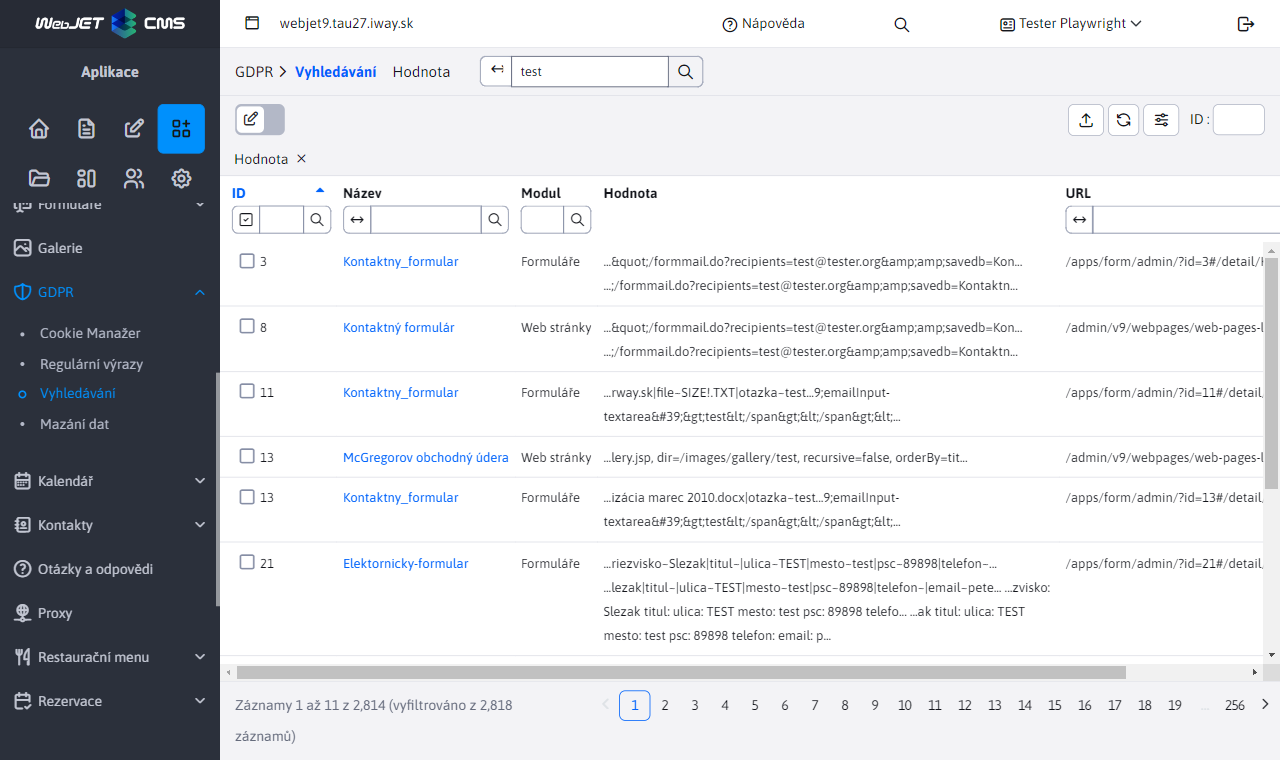 WebJET CMS
webjet9.tau27.iway.sk
Nápověda
Tester Playwright
Aplikace
GDPR
Vyhledávání
Hodnota
test
ID :
Hodnota ×
Formuláře
Galerie
GDPR
Cookie Manažer
Regulární výrazy
Vyhledávání
Mazání dat
Kalendář
Kontakty
Otázky a odpovědi
Proxy
Restaurační menu
Rezervace
ID Název Modul Hodnota URL
3 Kontaktny_formular Formuláře ...&quot;/formmail.do?recipients=test@tester.org&amp;amp;savedb=Kon... /apps/form/admin/?id=3#/detail/
...;/formmail.do?recipients=test@tester.org&amp;amp;savedb=Kontaktn...
8 Kontaktný formulár Web stránky ...&quot;/formmail.do?recipients=test@tester.org&amp;amp;savedb=Kon... /admin/v9/webpages/web-pages-l
...;/formmail.do?recipients=test@tester.org&amp;amp;savedb=Kontaktn...
11 Kontaktny_formular Formuláře ...rway.sk|file~SIZE!.TXT|otazka~test...9;emailInput- /apps/form/admin/?id=11#/detail/
textarea&#39;&gt;test&lt;/span&gt;&lt;/span&gt;&lt;...
13 McGregorov obchodný údera Web stránky ...lery.jsp, dir=/images/gallery/test, recursive=false, orderBy=tit... /admin/v9/webpages/web-pages-l
13 Kontaktny_formular Formuláře ...izácia marec 2010.docx|otazka~test...9;emailInput- /apps/form/admin/?id=13#/detail/
textarea&#39;&gt;test&lt;/span&gt;&lt;/span&gt;&lt;...
21 Elektornicky-formular Formuláře ...riezvisko~Slezak|titul~|ulica~TEST|mesto~test|psc~89898|telefon~... /apps/form/admin/?id=21#/detail/
...lezak|titul~|ulica~TEST|mesto~test|psc~89898|telefon~|email~pete... ...zvisko:
Slezak titul: ulica: TEST mesto: test psc: 89898 telefo... ...ak titul: ulica: TEST
mesto: test psc: 89898 telefon: email: p...
Záznamy 1 až 11 z 2,814 (vyfiltrováno z 2,818
záznamů)
1 2 3 4 5 6 7 8 9 10 11 12 13 14 15 16 17 18 19 ... 256